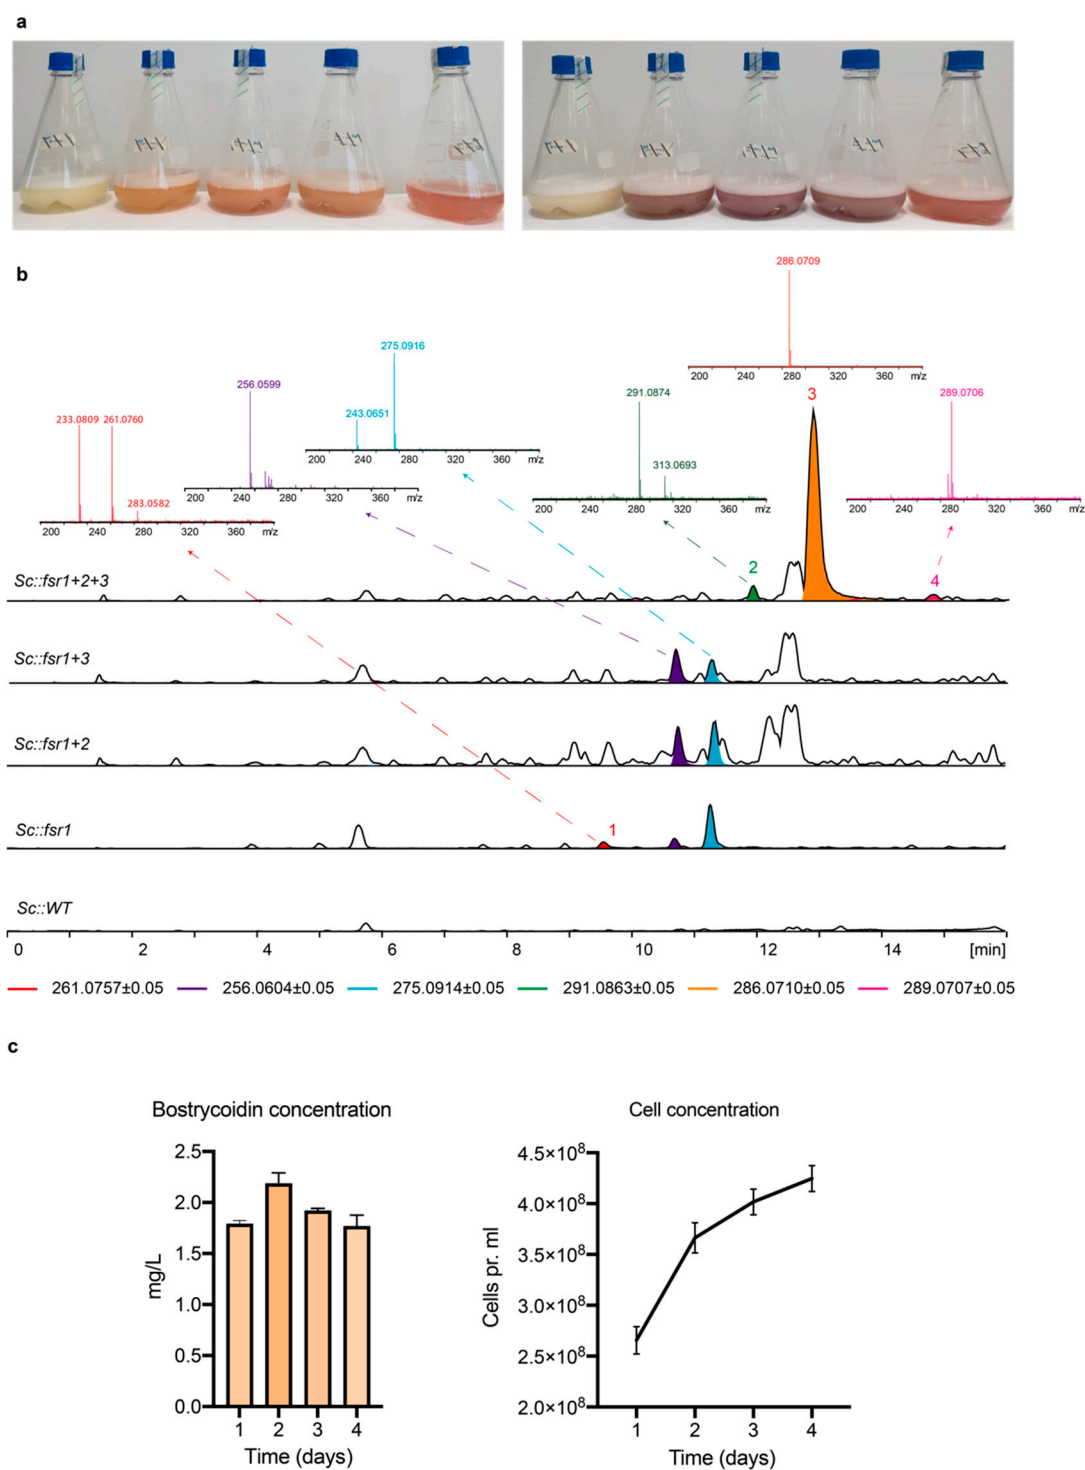 a
b
286.0709
275.0916
256.0599
243.0651
291.0874
289.0706
233.0809 261.0760
283.0582
313.0693
200 240 280 320 360 m/z
200 240 280 320 360 m/z
200 240 280 320 360 m/z
200 240 280 320 360 m/z
200 240 280 320 360 m/z
200 240 280 320 360 m/z
3
2
4
Sc::fsr1+2+3
Sc::fsr1+3
Sc::fsr1+2
Sc::fsr1
1
Sc::WT
0 2 4 6 8 10 12 14 [min]
261.0757±0.05 256.0604±0.05 275.0914±0.05 291.0863±0.05 286.0710±0.05 289.0707±0.05
c
Bostrycoidin concentration
2.5
2.0
1.5
1.0
0.5
0.0
mg/L
1 2 3 4
Time (days)
Cell concentration
4.5×10⁸
4.0×10⁸
3.5×10⁸
3.0×10⁸
2.5×10⁸
2.0×10⁸
Cells pr. ml
1 2 3 4
Time (days)